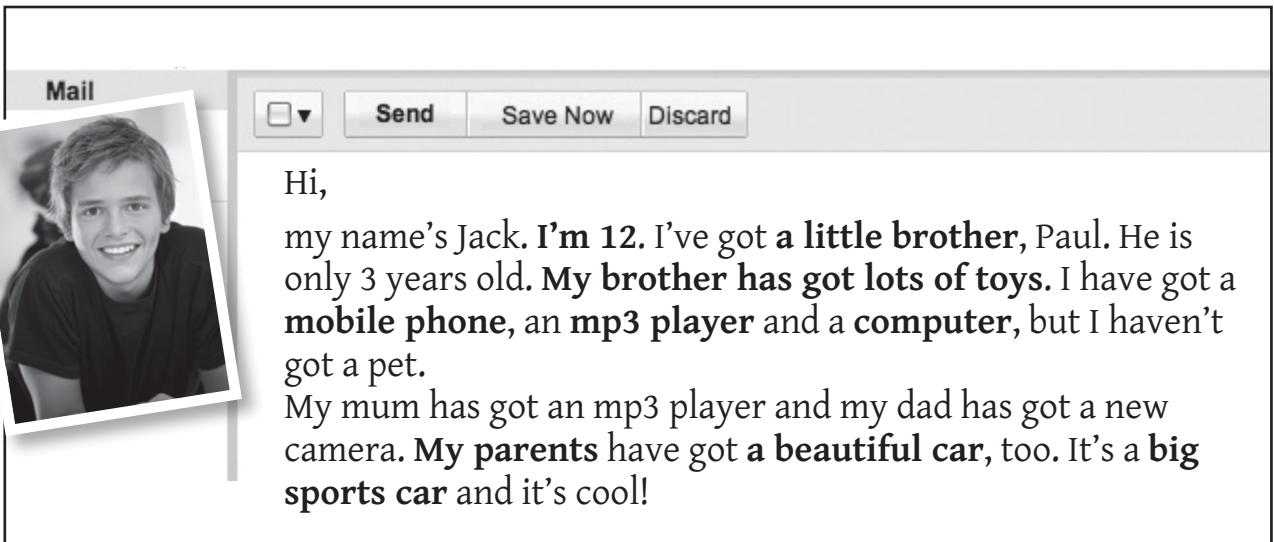 Mail
Send Save Now Discard
Hi,
my name's Jack. I'm 12. I've got a little brother, Paul. He is
only 3 years old. My brother has got lots of toys. I have got a
mobile phone, an mp3 player and a computer, but I haven't
got a pet.
My mum has got an mp3 player and my dad has got a new
camera. My parents have got a beautiful car, too. It's a big
sports car and it's cool!